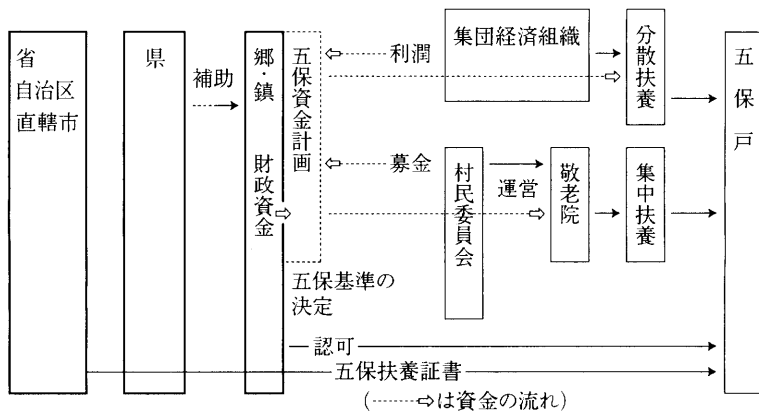 省
自治区
直轄市
県
補助
郷・鎮
財政資金
五保資金計画
利潤
募金
集団経済組織
村民委員会
運営
敬老院
分散扶養
集中扶養
五保戸
五保基準の
決定
認可
五保扶養証書
(-----⇨は資金の流れ)